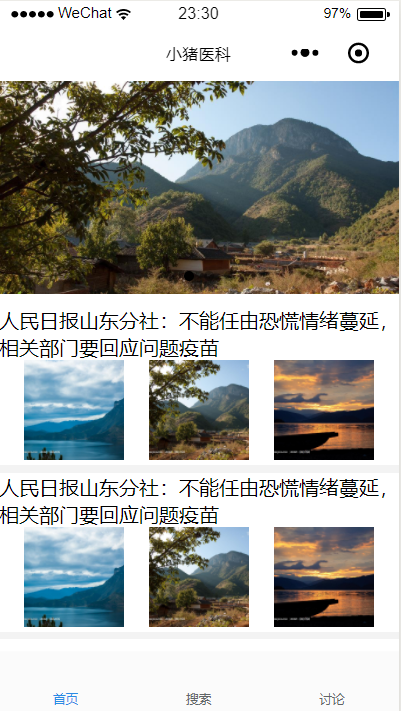 WeChat 23:30 97%
小猪医科
人民日报山东分社：不能任由恐慌情绪蔓延，
相关部门要回应问题疫苗
人民日报山东分社：不能任由恐慌情绪蔓延，
相关部门要回应问题疫苗
首页 搜索 讨论